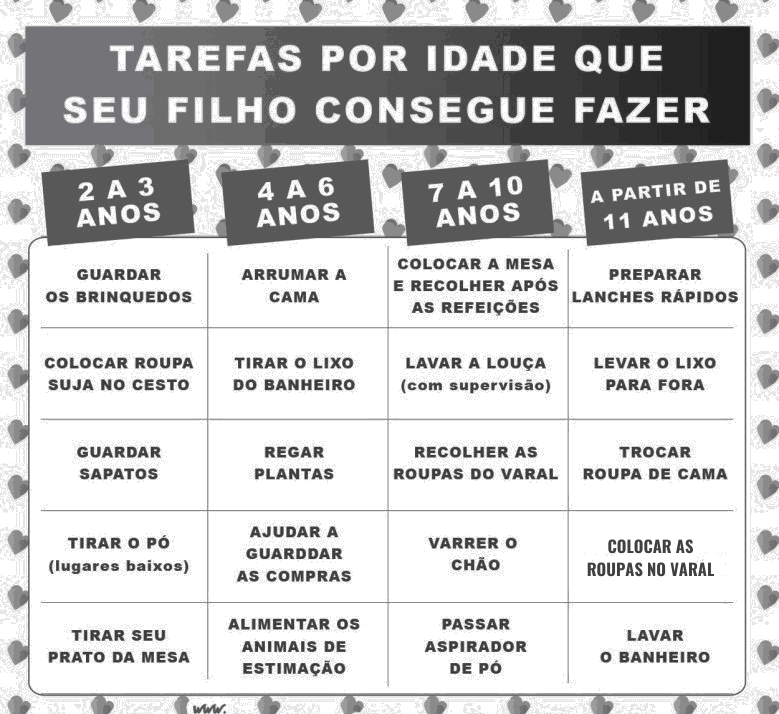 TAREFAS POR IDADE QUE
SEU FILHO CONSEGUE FAZER
2 A 3
ANOS
4 A 6
ANOS
7 A 10
ANOS
A PARTIR DE
11 ANOS
GUARDAR
OS BRINQUEDOS
ARRUMAR A
CAMA
COLOCAR A MESA
E RECOLHER APÓS
AS REFEIÇÕES
PREPARAR
LANCHES RÁPIDOS
COLOCAR ROUPA
SUJA NO CESTO
TIRAR O LIXO
DO BANHEIRO
LAVAR A LOUÇA
(com supervisão)
LEVAR O LIXO
PARA FORA
GUARDAR
SAPATOS
REGAR
PLANTAS
RECOLHER AS
ROUPAS DO VARAL
TROCAR
ROUPA DE CAMA
TIRAR O PÓ
(lugares baixos)
AJUDAR A
GUARDDAR
AS COMPRAS
VARRER O
CHÃO
COLOCAR AS
ROUPAS NO VARAL
TIRAR SEU
PRATO DA MESA
ALIMENTAR OS
ANIMAIS DE
ESTIMAÇÃO
PASSAR
ASPIRADOR
DE PÓ
LAVAR
O BANHEIRO
www.